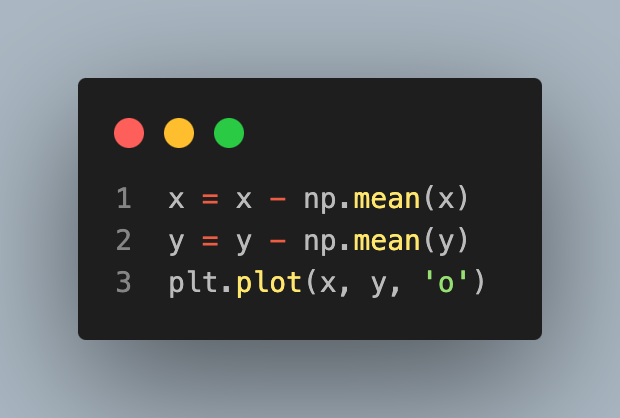 1 x = x - np.mean(x)
2 y = y - np.mean(y)
3 plt.plot(x, y, 'o')